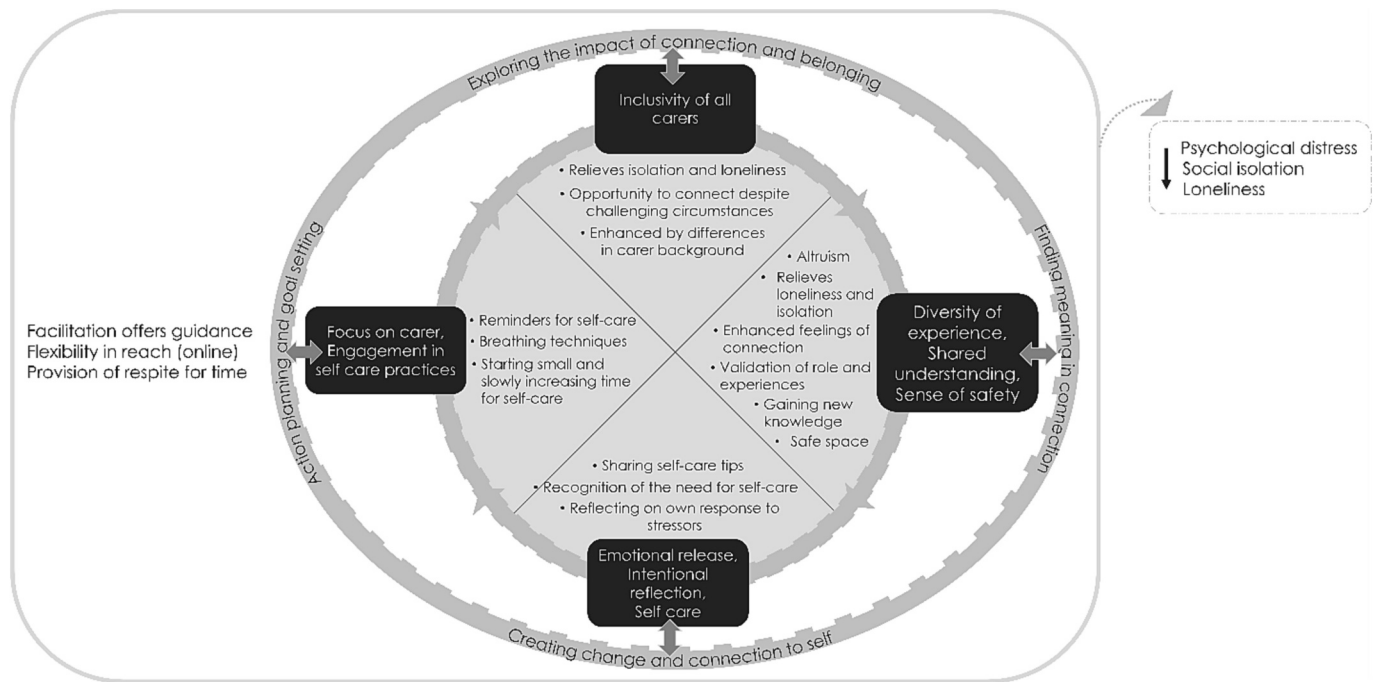 Exploring the impact of connection and belonging
Inclusivity of all
carers
• Relieves isolation and loneliness
• Opportunity to connect despite
challenging circumstances
• Enhanced by differences
in carer background
Psychological distress
Social isolation
Loneliness
Finding meaning in connection
Diversity of
experience,
Shared
understanding,
Sense of safety
• Altruism
• Relieves
loneliness and
isolation
• Enhanced feelings of
connection
• Validation of role and
experiences
• Gaining new
knowledge
• Safe space
Creating change and connection to self
Emotional release,
Intentional
reflection,
Self care
• Sharing self-care tips
• Recognition of the need for self-care
• Reflecting on own response to
stressors
Action planning and goal setting
Focus on carer,
Engagement in
self care practices
• Reminders for self-care
• Breathing techniques
• Starting small and
slowly increasing time
for self-care
Facilitation offers guidance
Flexibility in reach (online)
Provision of respite for time